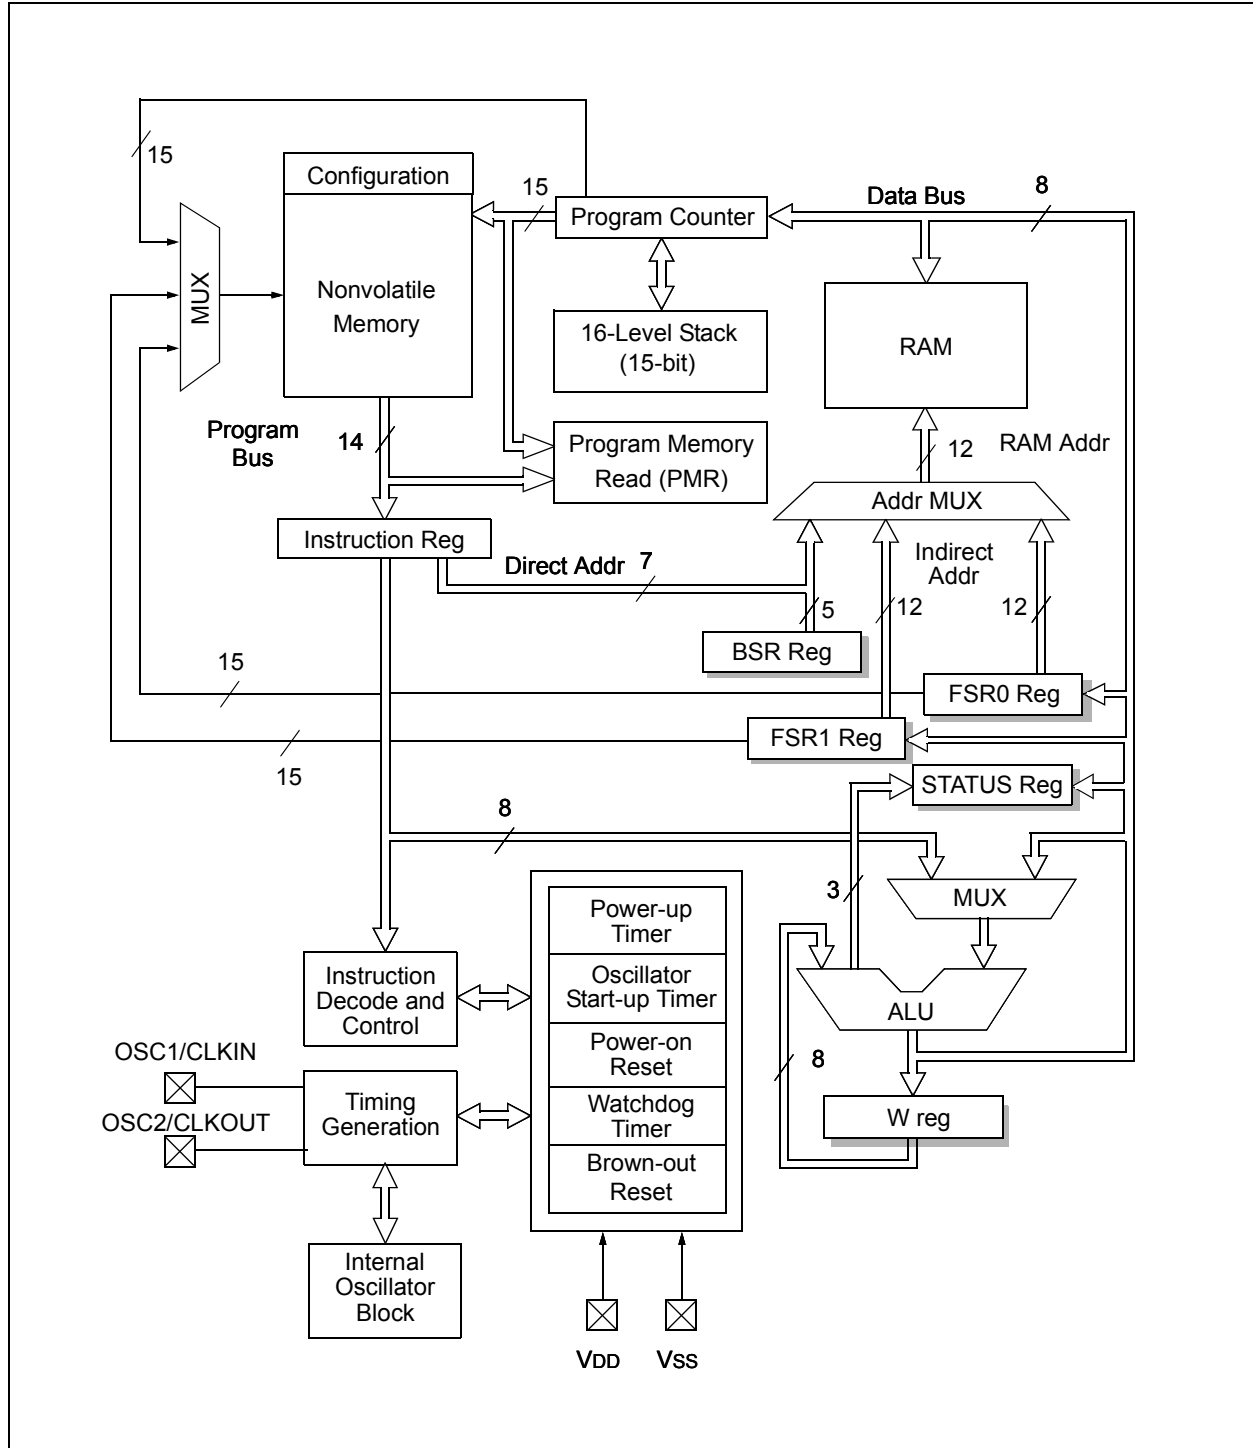 15
Configuration
15
Program Counter
Data Bus
8
MUX
Nonvolatile
Memory
16-Level Stack
(15-bit)
RAM
Program
Bus
14
Program Memory
Read (PMR)
12
RAM Addr
Addr MUX
Instruction Reg
Direct Addr
7
Indirect
Addr
5
12
12
BSR Reg
15
FSR0 Reg
FSR1 Reg
15
STATUS Reg
8
3
MUX
Power-up
Timer
Instruction
Decode and
Control
Oscillator
Start-up Timer
ALU
OSC1/CLKIN
Power-on
Reset
8
Timing
Generation
Watchdog
Timer
W reg
OSC2/CLKOUT
Brown-out
Reset
Internal
Oscillator
Block
VDD
VSS